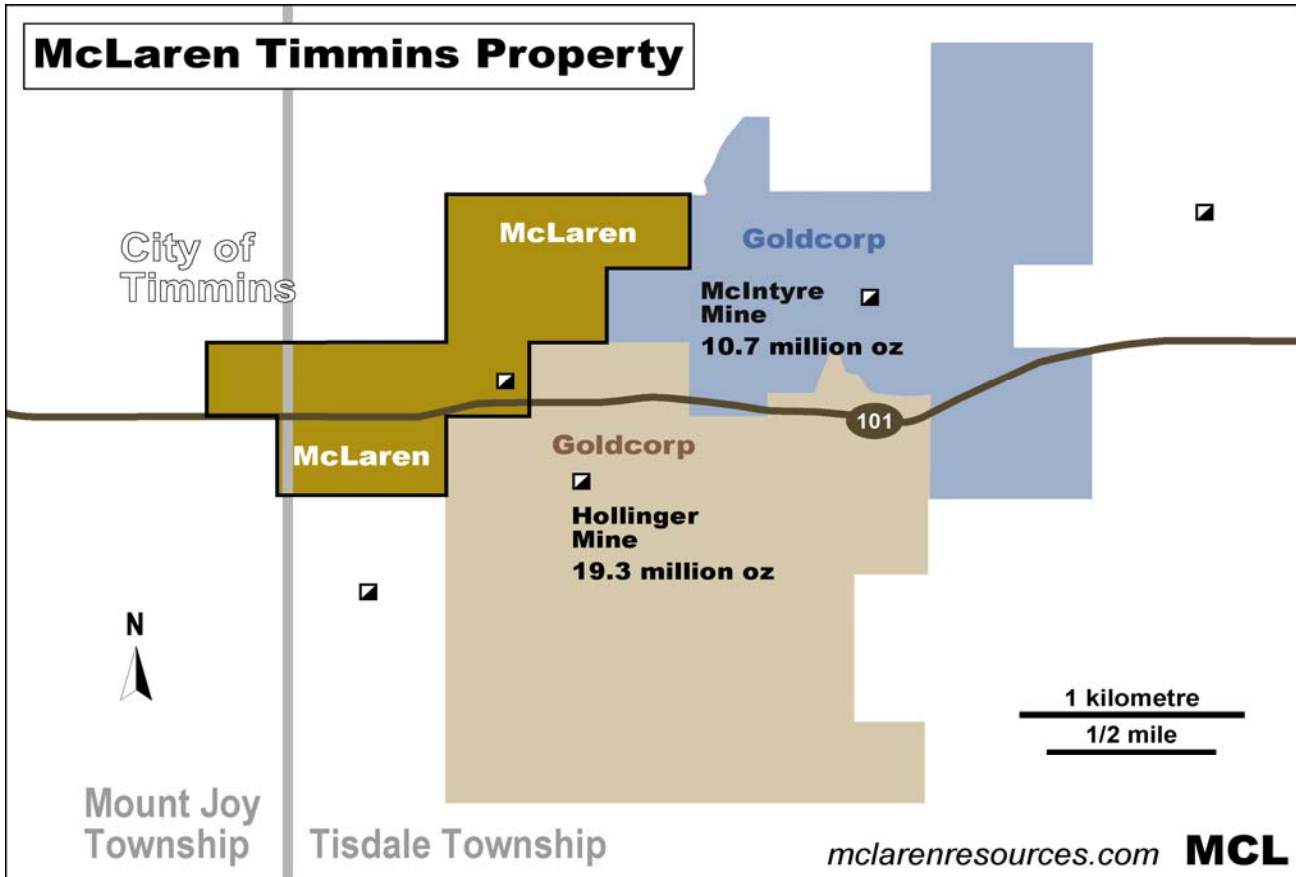 McLaren Timmins Property
City of
Timmins
McLaren
Goldcorp
McIntyre
Mine
10.7 million oz
McLaren
Goldcorp
101
Hollinger
Mine
19.3 million oz
N
1 kilometre
1/2 mile
Mount Joy
Township
Tisdale Township
mclarenresources.com MCL